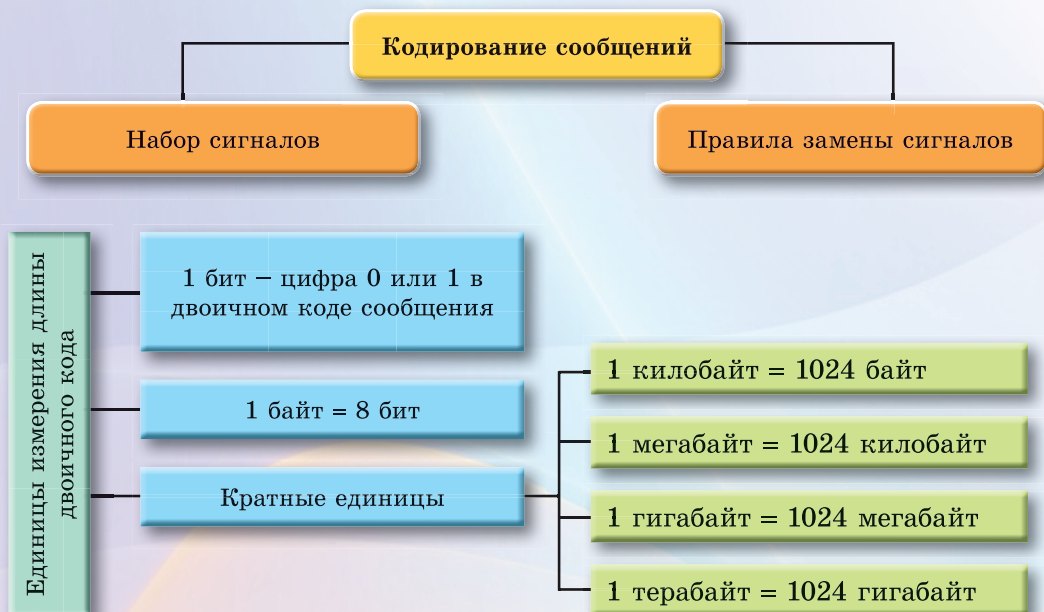 Кодирование сообщений
Набор сигналов
Правила замены сигналов
Единицы измерения длины
двоичного кода
1 бит – цифра 0 или 1 в
двоичном коде сообщения
1 байт = 8 бит
Кратные единицы
1 килобайт = 1024 байт
1 мегабайт = 1024 килобайт
1 гигабайт = 1024 мегабайт
1 терабайт = 1024 гигабайт